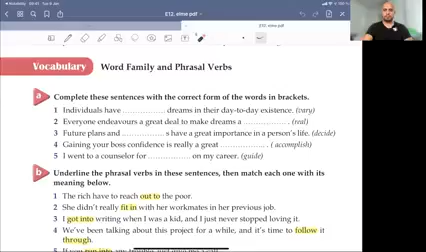 E12. elme pdf
E12. elme.pdf
Vocabulary Word Family and Phrasal Verbs
a Complete these sentences with the correct form of the words in brackets.
1 Individuals have ................ dreams in their day-to-day existence. (vary)
2 Everyone endeavours a great deal to make dreams a ................ . (real)
3 Future plans and ................ s have a great importance in a person's life. (decide)
4 Gaining your boss confidence is really a great ................ . ( accomplish)
5 I went to a counselor for ................ on my career. (guide)
b Underline the phrasal verbs in these sentences, then match each one with its
meaning below.
1 The rich have to reach out to the poor.
2 She didn't really fit in with her workmates in her previous job.
3 I got into writing when I was a kid, and I just never stopped loving it.
4 We've been talking about this project for a while, and it's time to follow it
through.